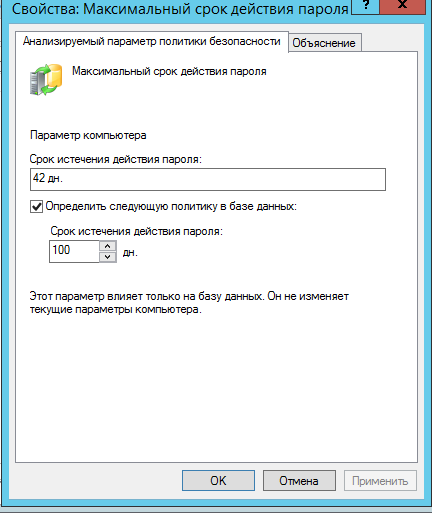 Свойства: Максимальный срок действия пароля
?
x
Анализируемый параметр политики безопасности
Объяснение
Максимальный срок действия пароля
Параметр компьютера
Срок истечения действия пароля:
42 дн.
Определить следующую политику в базе данных:
Срок истечения действия пароля:
100 дн.
Этот параметр влияет только на базу данных. Он не изменяет
текущие параметры компьютера.
OK
Отмена
Применить